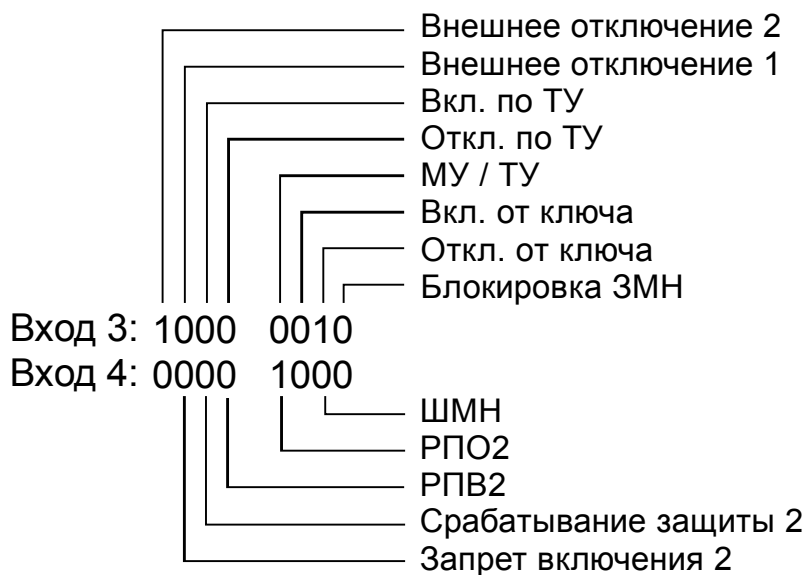 Внешнее отключение 2
Внешнее отключение 1
Вкл. по ТУ
Откл. по ТУ
МУ / ТУ
Вкл. от ключа
Откл. от ключа
Блокировка ЗМН
Вход 3: 1000 0010
Вход 4: 0000 1000
ШМН
РПО2
РПВ2
Срабатывание защиты 2
Запрет включения 2